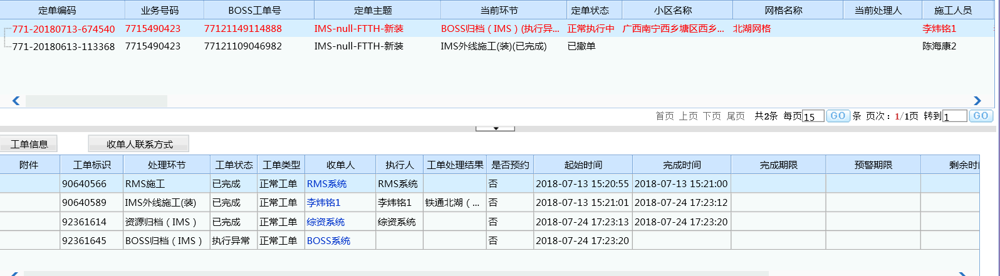 定单编码 业务号码 BOSS工单号 定单主题 当前环节 定单状态 小区名称 网格名称 当前处理人 施工人员
771-20180713-674540 7715490423 77121149114888 IMS-null-FTTH-新装 BOSS归档（IMS）(执行异... 正常执行中 广西南宁西乡塘区西乡... 北湖网格 李炜铭1
771-20180613-113368 7715490423 77121109046982 IMS-null-FTTH-新装 IMS外线施工(装)(已完成) 已撤单 陈海康2
首页 上页 下页 尾页 共2条 每页15 GO 条 页次：1/1页 转到1 GO
工单信息 收单人联系方式
附件 工单标识 处理环节 工单状态 工单类型 收单人 执行人 工单处理结果 是否预约 起始时间 完成时间 完成期限 预警期限 剩余时
90640566 RMS施工 已完成 正常工单 RMS系统 RMS系统 否 2018-07-13 15:20:55 2018-07-13 15:21:00
90640589 IMS外线施工(装) 已完成 正常工单 李炜铭1 李炜铭1 铁通北湖（... 否 2018-07-13 15:21:01 2018-07-24 17:23:12
92361614 资源归档（IMS） 已完成 正常工单 综资系统 综资系统 否 2018-07-24 17:23:13 2018-07-24 17:23:20
92361645 BOSS归档（IMS） 执行异常 正常工单 BOSS系统 否 2018-07-24 17:23:20